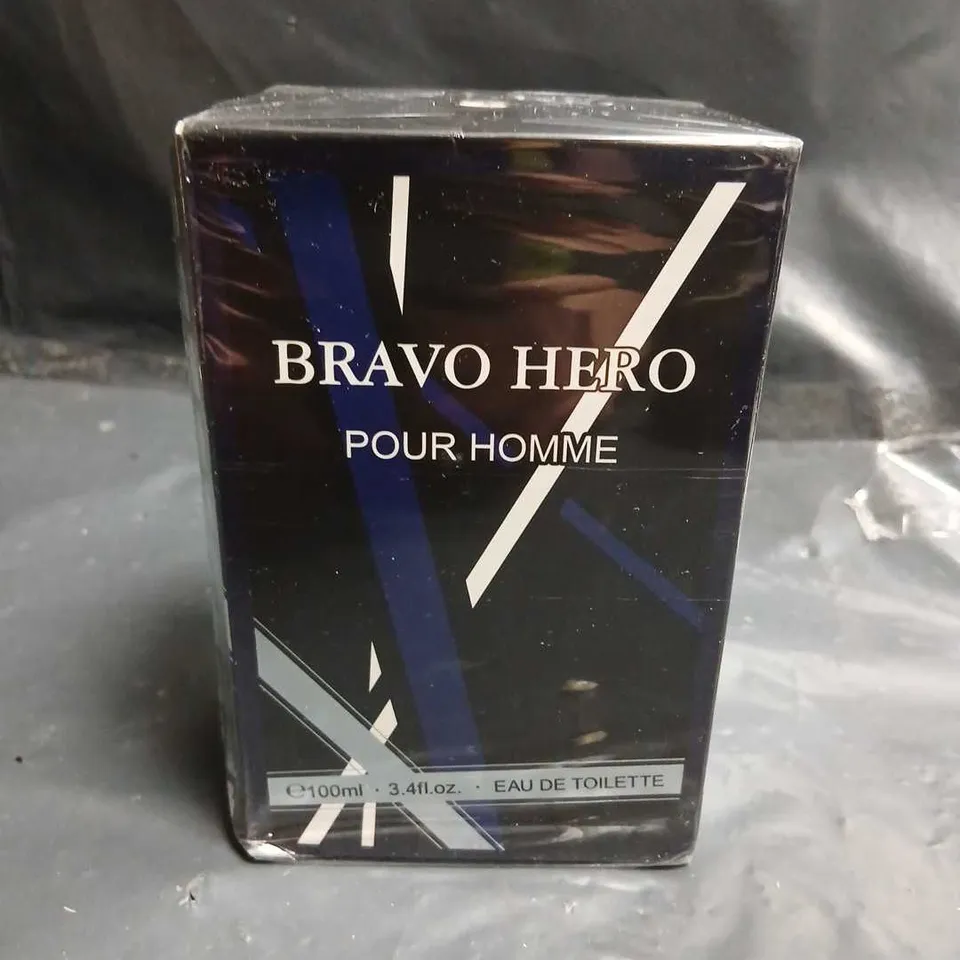 BRAVO HERO
POUR HOMME
℮100ml · 3.4fl.oz. · EAU DE TOILETTE